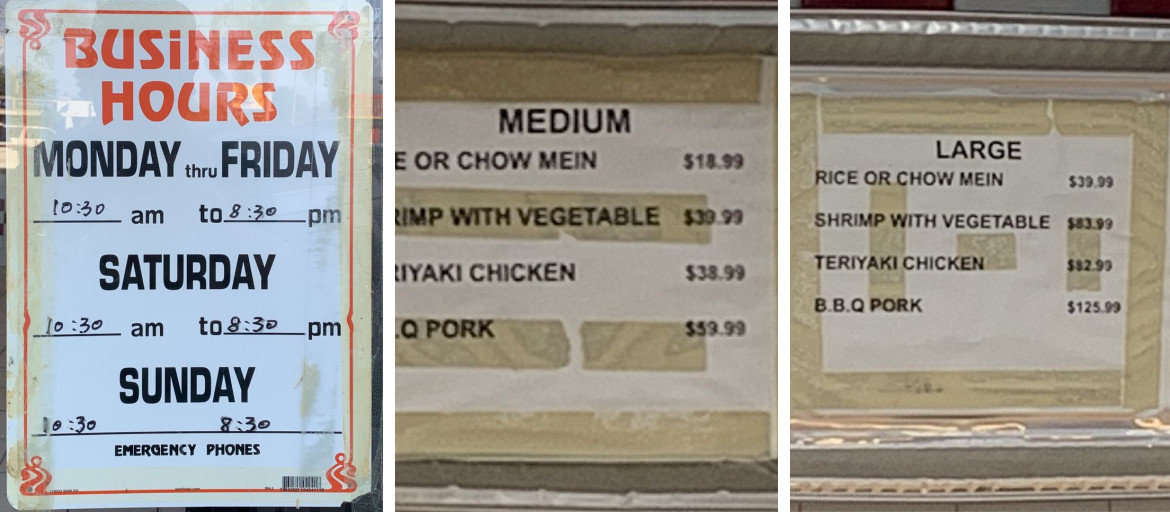 BUSINESS
HOURS
MONDAY thru FRIDAY
10:30 am to 8:30 pm
SATURDAY
10:30 am to 8:30 pm
SUNDAY
10:30 8:30
EMERGENCY PHONES
MEDIUM
E OR CHOW MEIN $18.99
RIMP WITH VEGETABLE $39.99
RIYAKI CHICKEN $38.99
.Q PORK $59.99
LARGE
RICE OR CHOW MEIN $39.99
SHRIMP WITH VEGETABLE $83.99
TERIYAKI CHICKEN $82.99
B.B.Q PORK $125.99